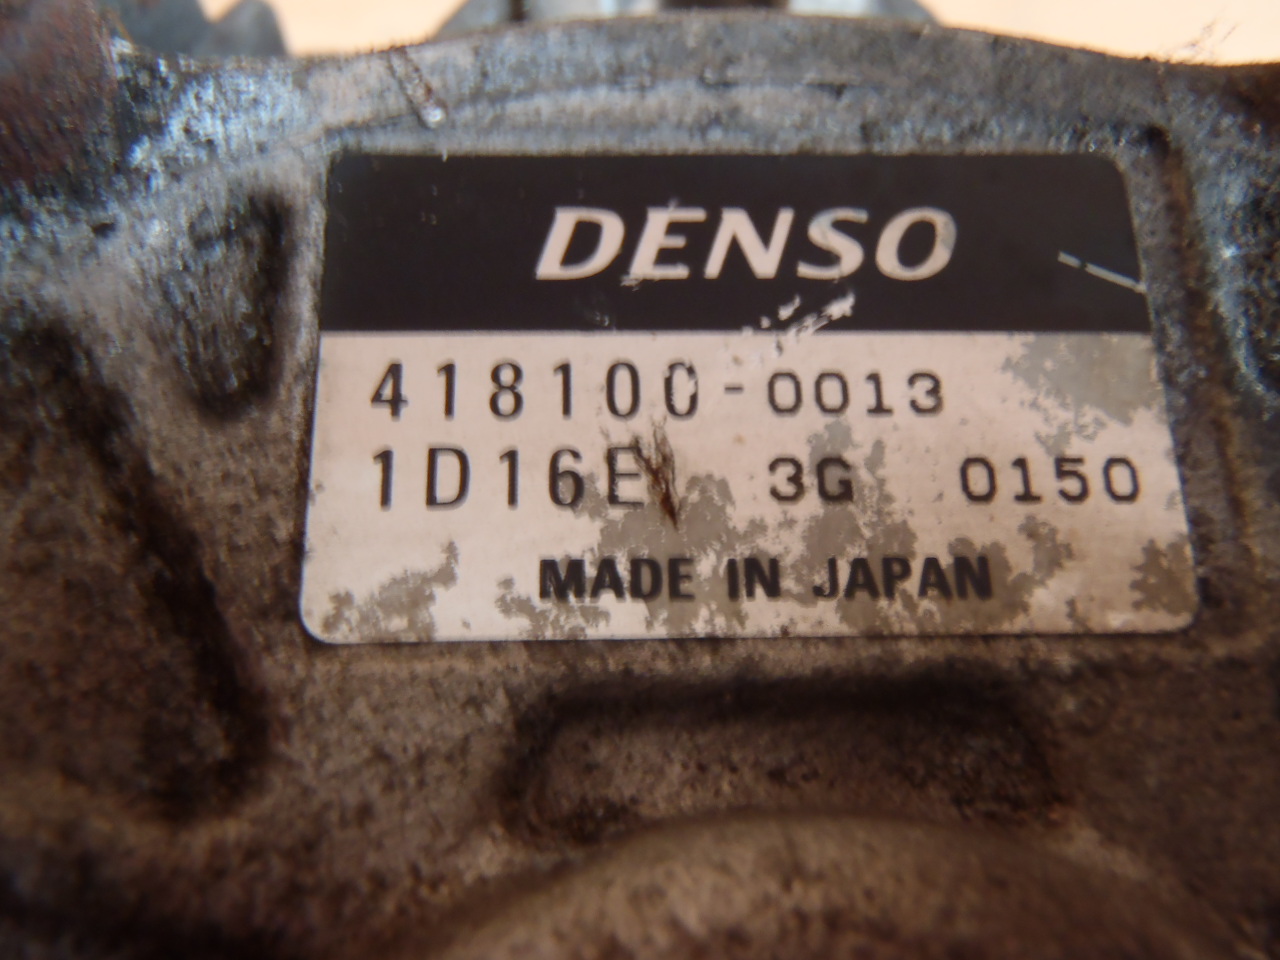 DENSO
418100-0013
1D16E 3G 0150
MADE IN JAPAN